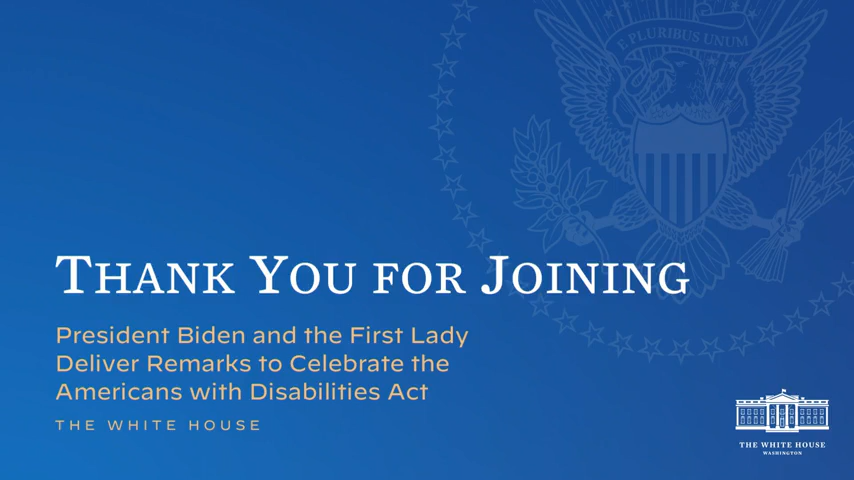 E PLURIBUS UNUM
THANK YOU FOR JOINING
President Biden and the First Lady
Deliver Remarks to Celebrate the
Americans with Disabilities Act
THE WHITE HOUSE
THE WHITE HOUSE
WASHINGTON